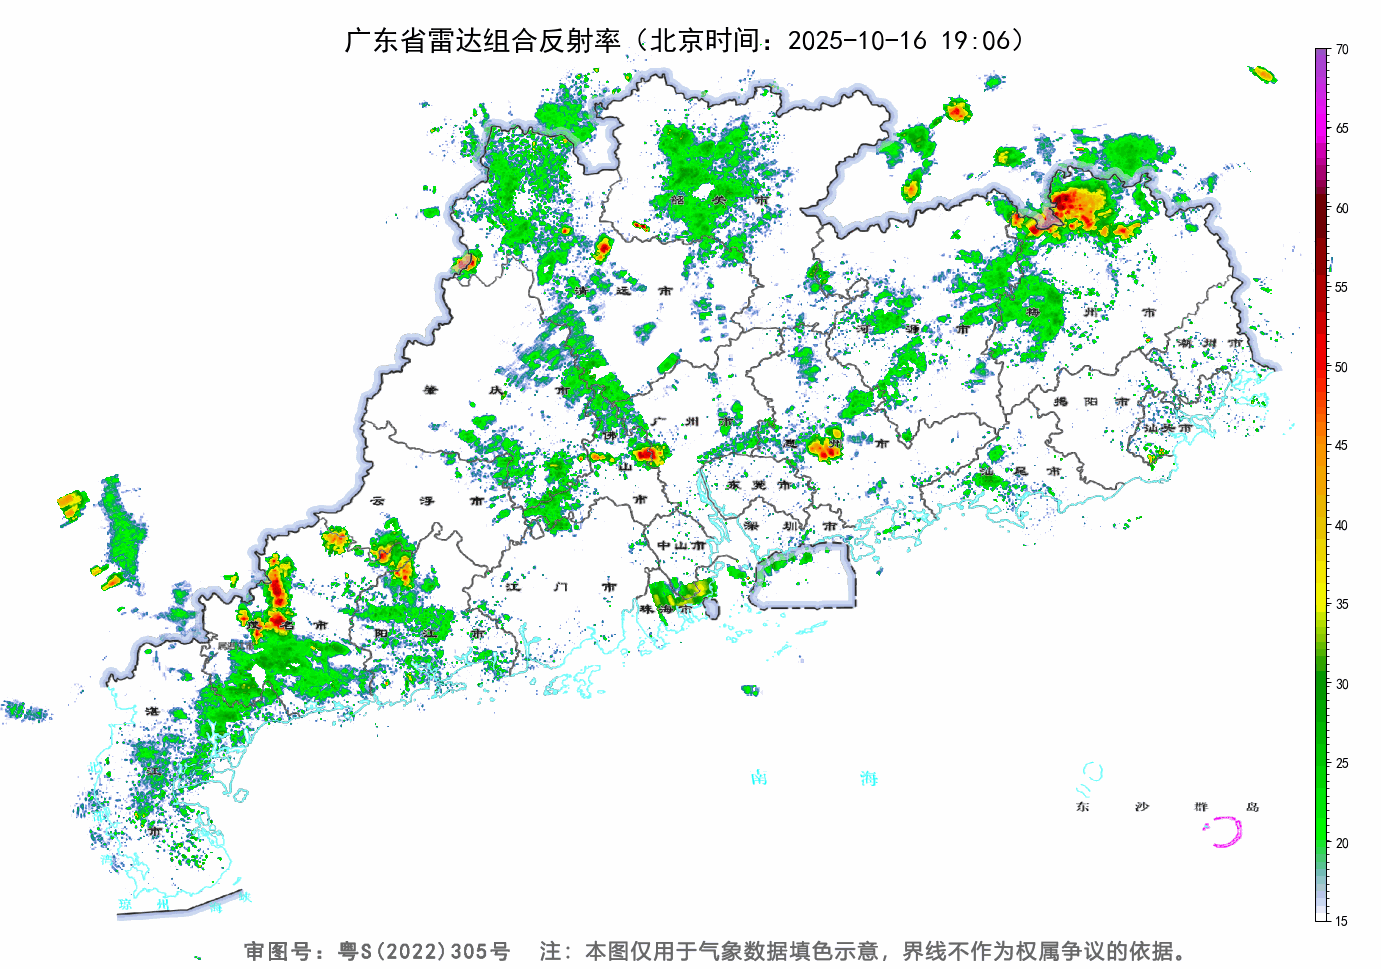 广东省雷达组合反射率（北京时间：2025-10-16 19:06）
70
65
60
55
50
45
40
35
30
25
20
15
韶 关 市
清 远 市
梅 州 市
河 源 市
潮 州 市
肇 庆 市
揭 阳 市
广 州 市
汕头市
佛 山 市
惠 州 市
汕 尾 市
东 莞 市
云 浮 市
深 圳 市
中山市
江 门 市
珠海市
茂 名 市
阳 江 市
湛 江 市
南 海
东 沙 群 岛
琼 州 海 峡
审图号：粤S(2022)305号 注：本图仅用于气象数据填色示意，界线不作为权属争议的依据。